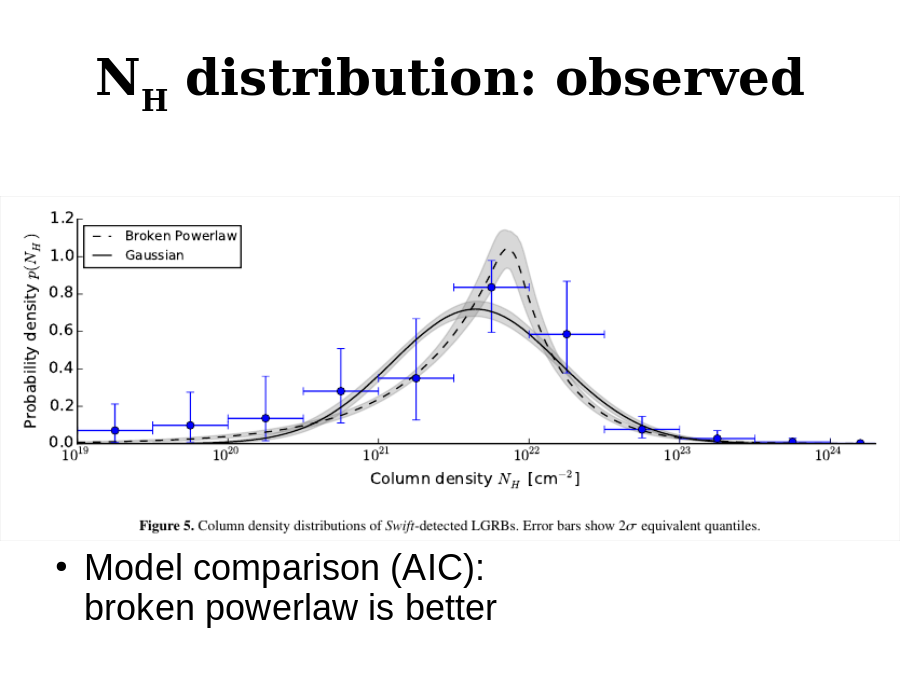 N_H distribution: observed
1.2
1.0
0.8
0.6
0.4
0.2
0.0
Probability density p(N_H)
Broken Powerlaw
Gaussian
10^19 10^20 10^21 10^22 10^23 10^24
Column density N_H [cm^−2]
Figure 5. Column density distributions of Swift-detected LGRBs. Error bars show 2σ equivalent quantiles.
• Model comparison (AIC):
broken powerlaw is better